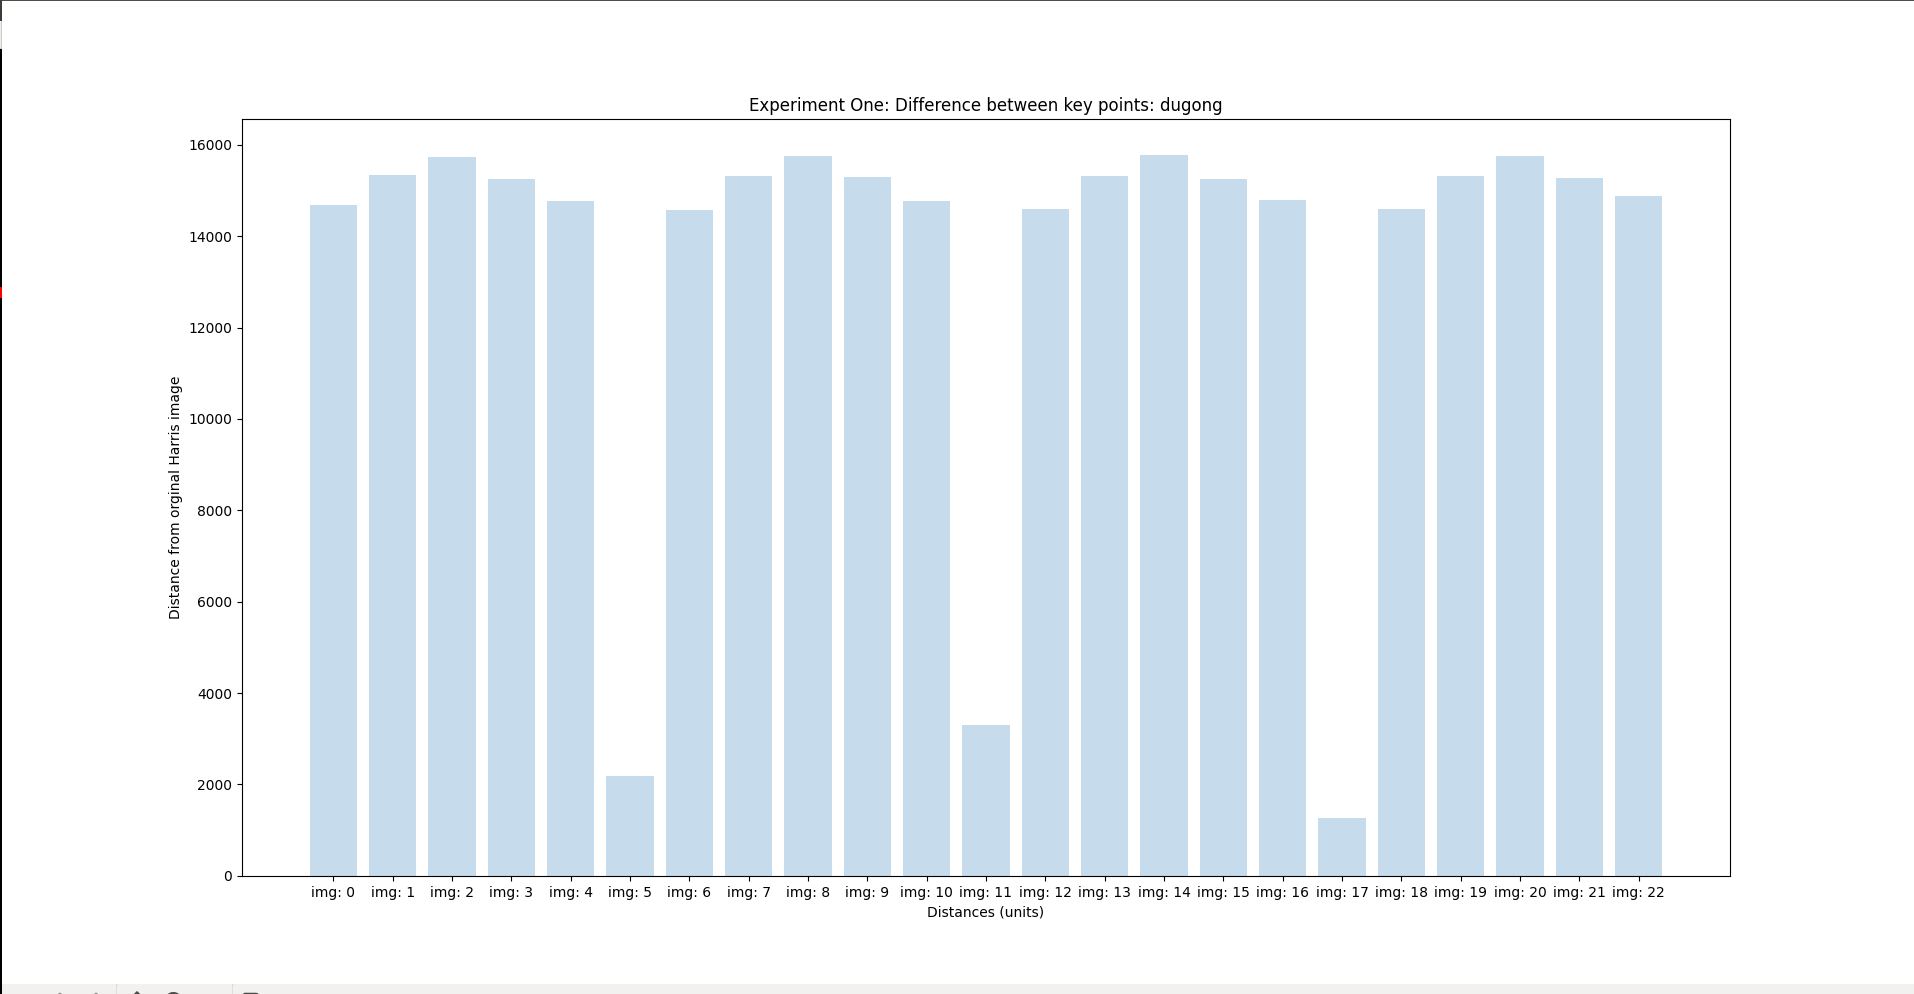 Experiment One: Difference between key points: dugong
16000
14000
12000
10000
8000
6000
4000
2000
0
Distance from orginal Harris image
img: 0 img: 1 img: 2 img: 3 img: 4 img: 5 img: 6 img: 7 img: 8 img: 9 img: 10 img: 11 img: 12 img: 13 img: 14 img: 15 img: 16 img: 17 img: 18 img: 19 img: 20 img: 21 img: 22
Distances (units)